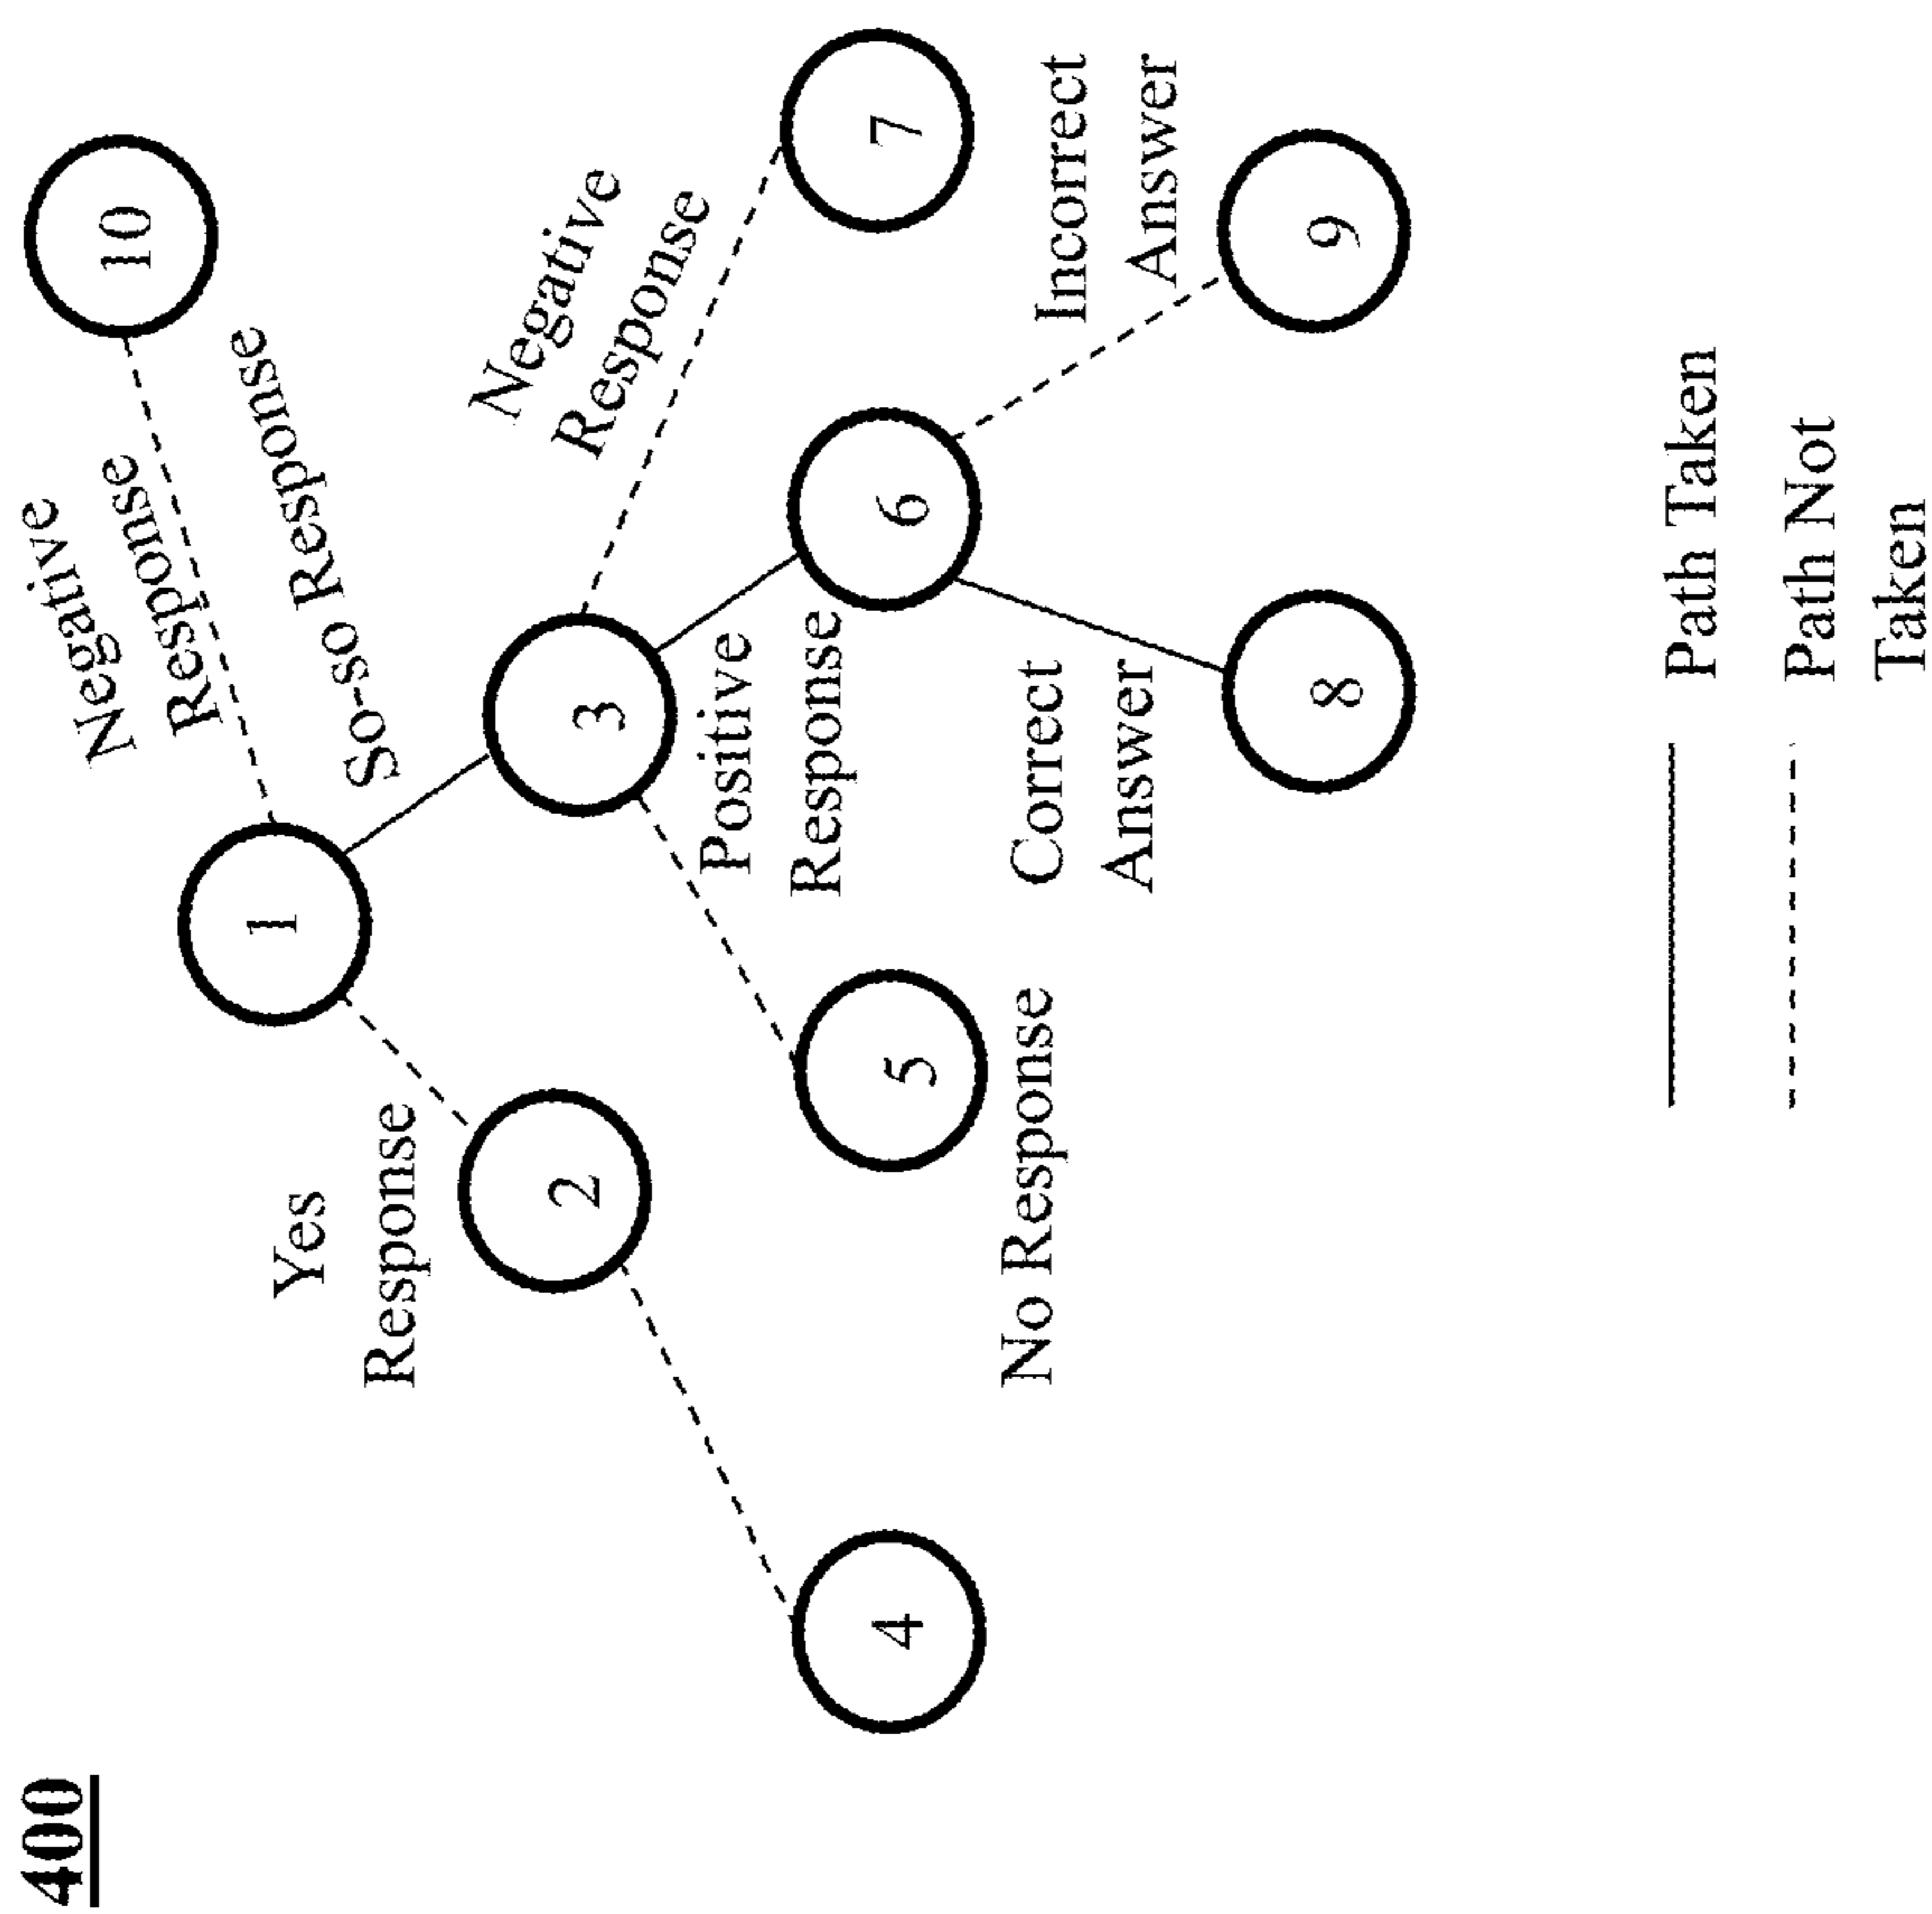 400
Negative
Response
10
1
So-so Response
Yes
Response
2
3
Negative
Response
Positive
Response
4
5
6
7
No Response
Correct
Answer
Incorrect
Answer
8
9
Path Taken
Path Not
Taken